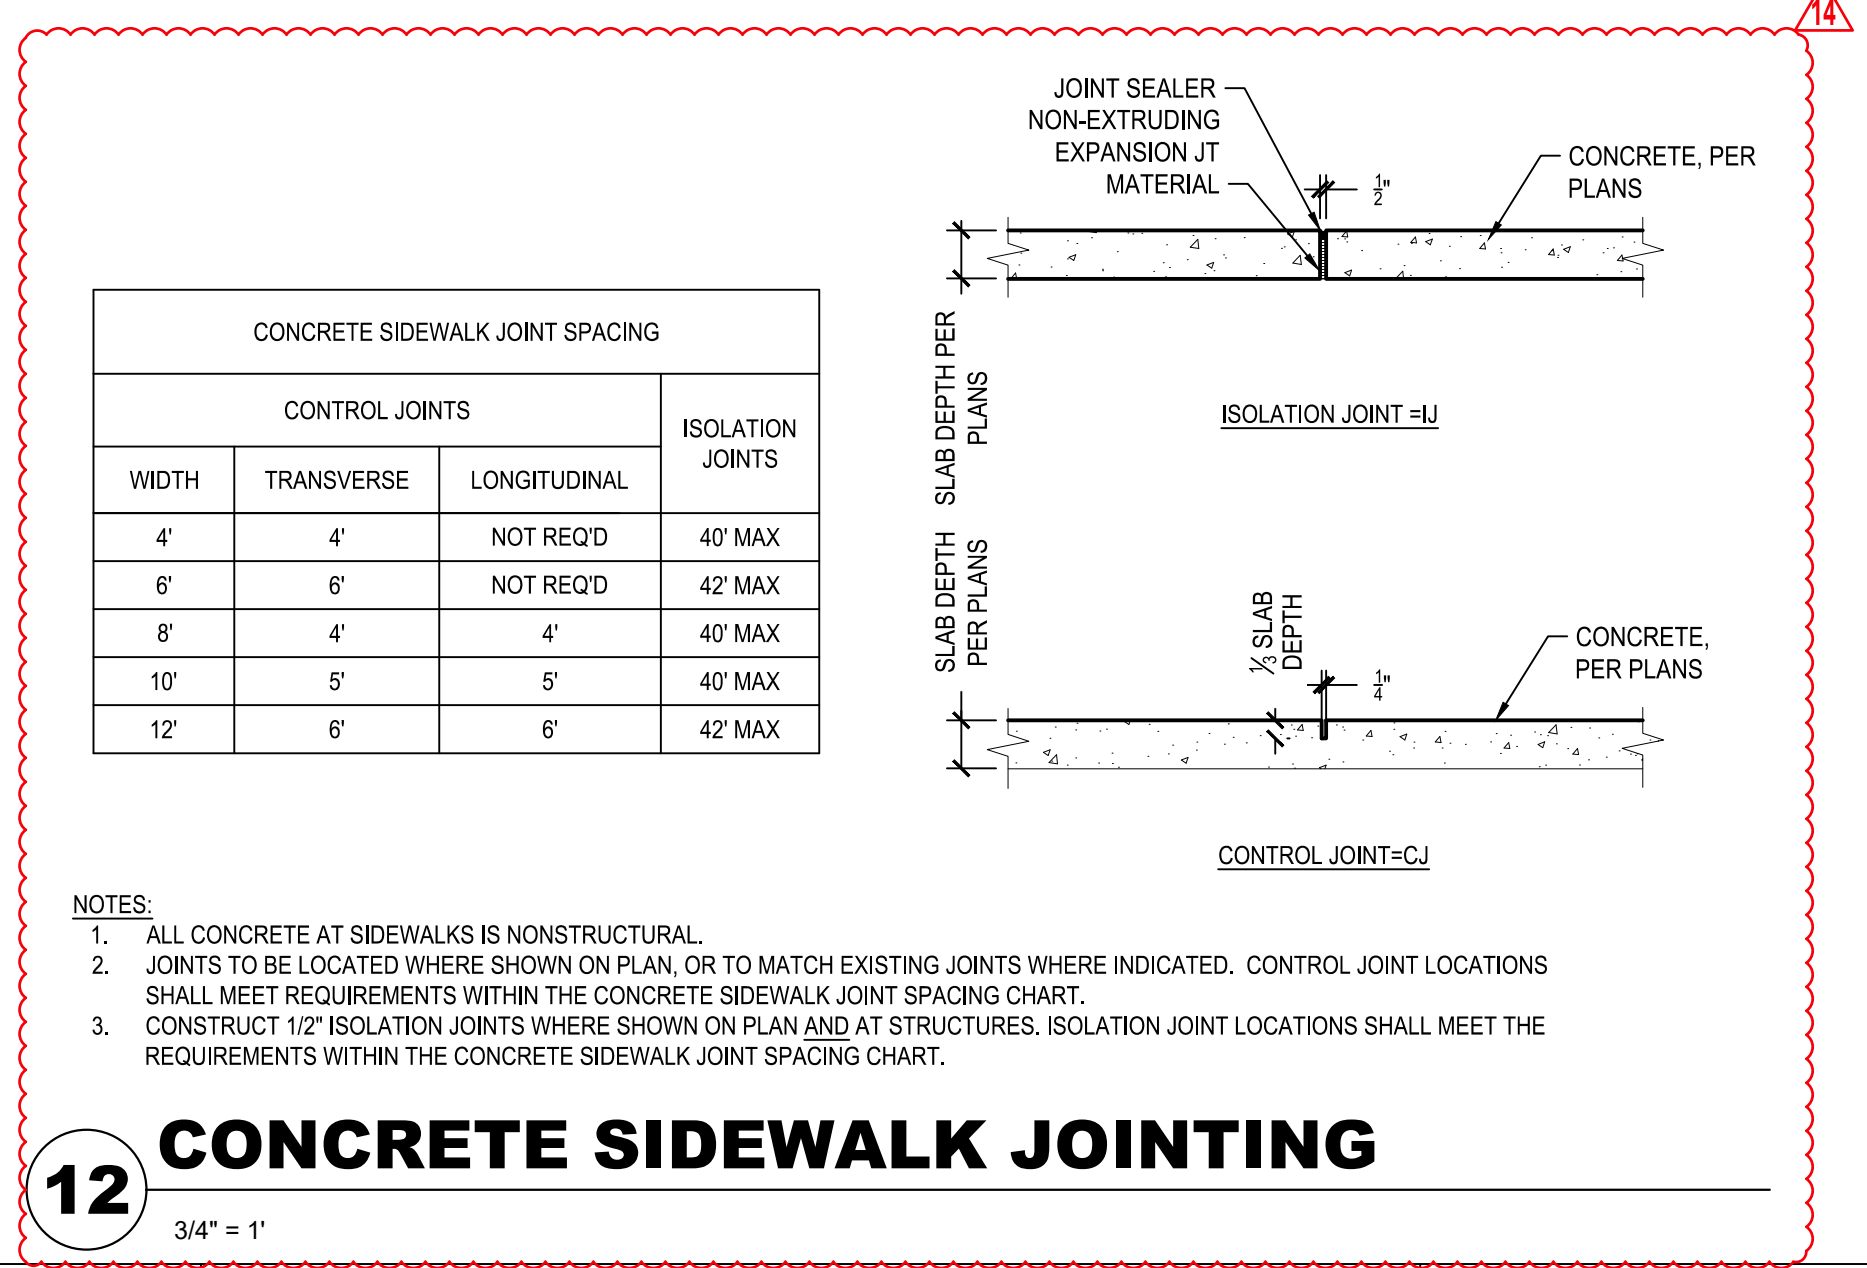 14
JOINT SEALER
NON-EXTRUDING
EXPANSION JT
MATERIAL
1/2"
CONCRETE, PER
PLANS
SLAB DEPTH PER
PLANS
ISOLATION JOINT =IJ
CONCRETE SIDEWALK JOINT SPACING
CONTROL JOINTS
ISOLATION
JOINTS
WIDTH TRANSVERSE LONGITUDINAL
4' 4' NOT REQ'D 40' MAX
6' 6' NOT REQ'D 42' MAX
8' 4' 4' 40' MAX
10' 5' 5' 40' MAX
12' 6' 6' 42' MAX
SLAB DEPTH
PER PLANS
1/3 SLAB
DEPTH
1/4"
CONCRETE,
PER PLANS
CONTROL JOINT=CJ
NOTES:
1. ALL CONCRETE AT SIDEWALKS IS NONSTRUCTURAL.
2. JOINTS TO BE LOCATED WHERE SHOWN ON PLAN, OR TO MATCH EXISTING JOINTS WHERE INDICATED. CONTROL JOINT LOCATIONS
SHALL MEET REQUIREMENTS WITHIN THE CONCRETE SIDEWALK JOINT SPACING CHART.
3. CONSTRUCT 1/2" ISOLATION JOINTS WHERE SHOWN ON PLAN AND AT STRUCTURES. ISOLATION JOINT LOCATIONS SHALL MEET THE
REQUIREMENTS WITHIN THE CONCRETE SIDEWALK JOINT SPACING CHART.
12
CONCRETE SIDEWALK JOINTING
3/4" = 1'